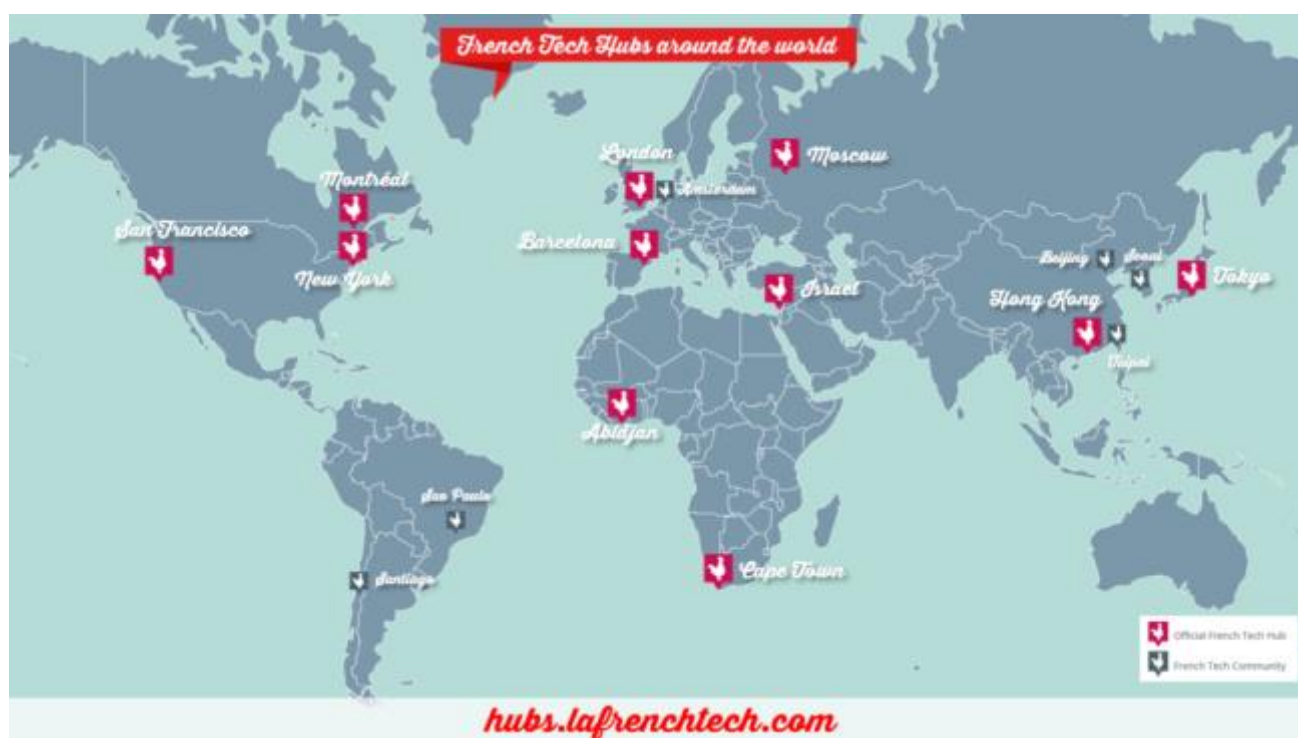 French Tech Hubs around the world
London
Moscow
Montréal
Amsterdam
San Francisco
Barcelona
New York
Israel
Beijing
Seoul
Tokyo
Hong Kong
Taipei
Abidjan
Sao Paulo
Cape Town
Santiago
Official French Tech Hub
French Tech Community
hubs.lafrenchtech.com